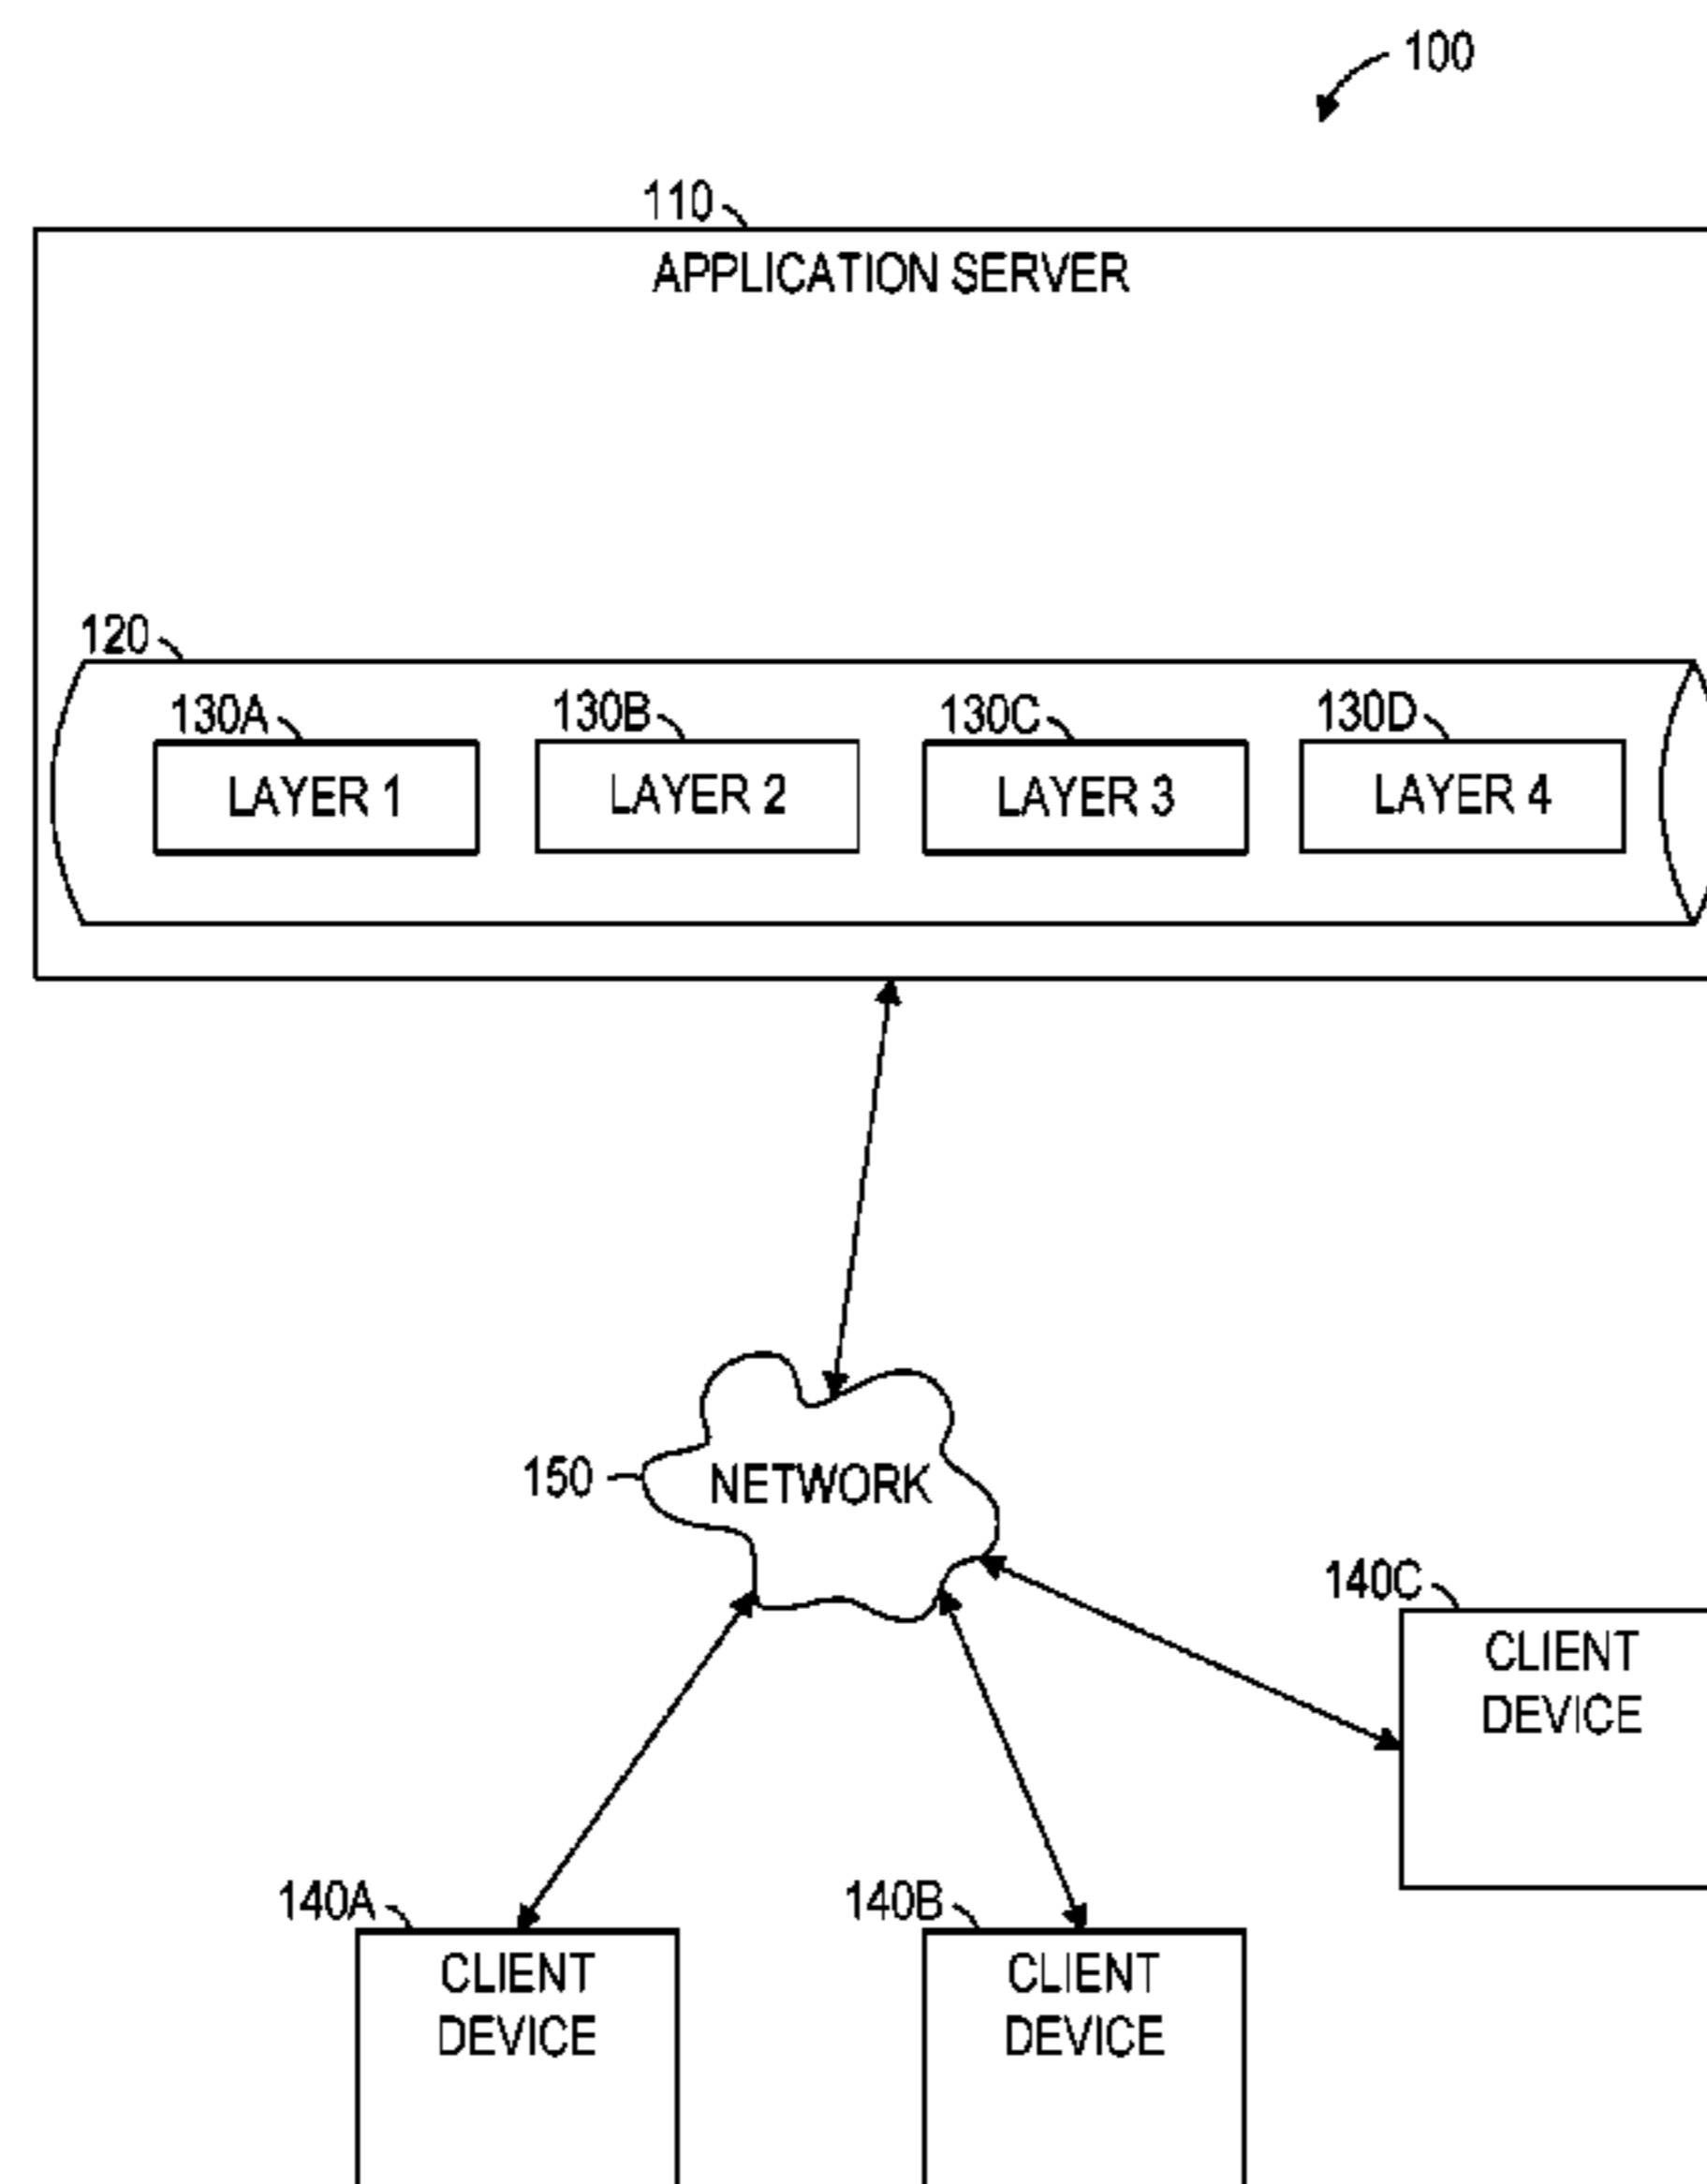 100
110
APPLICATION SERVER
120
130A
130B
130C
130D
LAYER 1
LAYER 2
LAYER 3
LAYER 4
150
NETWORK
140C
CLIENT
DEVICE
140A
CLIENT
DEVICE
140B
CLIENT
DEVICE